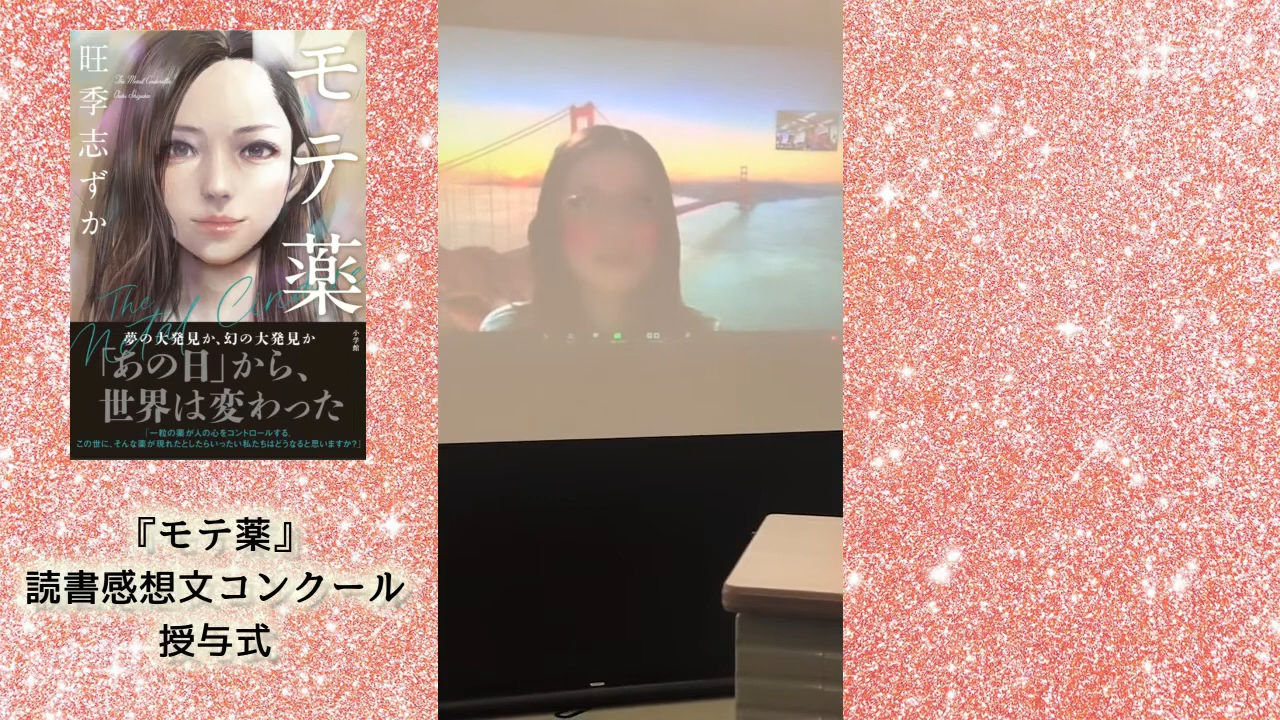 旺季志ずか
モテ薬
The Metal Cinderella
夢の大発見か、幻の大発見か
小学館
「あの日」から、
世界は変わった
「一粒の薬が人の心をコントロールする。
この世に、そんな薬が現れたとしたらいったい私たちはどうなると思いますか?」
『モテ薬』
読書感想文コンクール
授与式